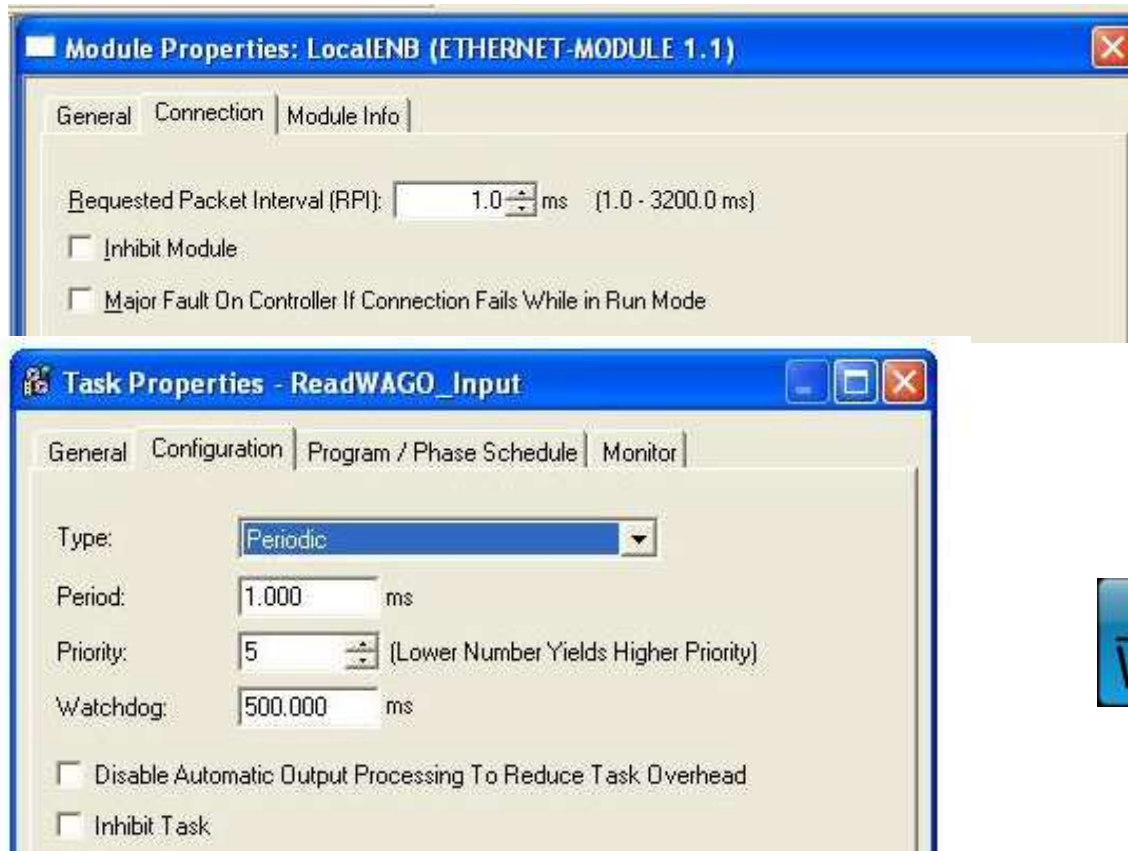 Module Properties: LocalENB (ETHERNET-MODULE 1.1)
General Connection Module Info
Requested Packet Interval (RPI): 1.0 ms (1.0 - 3200.0 ms)
Inhibit Module
Major Fault On Controller If Connection Fails While in Run Mode
Task Properties - ReadWAGO_Input
General Configuration Program / Phase Schedule Monitor
Type: Periodic
Period: 1.000 ms
Priority: 5 (Lower Number Yields Higher Priority)
Watchdog: 500.000 ms
Disable Automatic Output Processing To Reduce Task Overhead
Inhibit Task